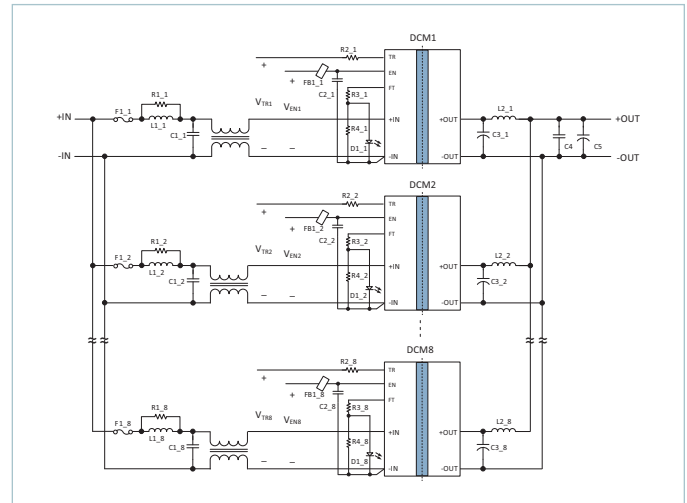 DCM1
R2_1
TR
+
EN
+
FB1_1
FT
C2_1
R3_1
R1_1
VTR1
VEN1
L2_1
+IN
F1_1
L1_1
+IN
+OUT
+OUT
C1_1
R4_1
C3_1
C4
C5
D1_1
-IN
–
–
-IN
-OUT
-OUT
DCM2
R2_2
TR
+
EN
+
FB1_2
FT
C2_2
R3_2
R1_2
VTR2
VEN2
L2_2
F1_2
L1_2
+IN
+OUT
C1_2
R4_2
C3_2
D1_2
–
–
-IN
-OUT
DCM8
R2_8
TR
+
EN
+
FB1_8
FT
C2_8
R3_8
R1_8
VTR8
VEN8
L2_8
F1_8
L1_8
+IN
+OUT
C1_8
R4_8
C3_8
D1_8
–
–
-IN
-OUT